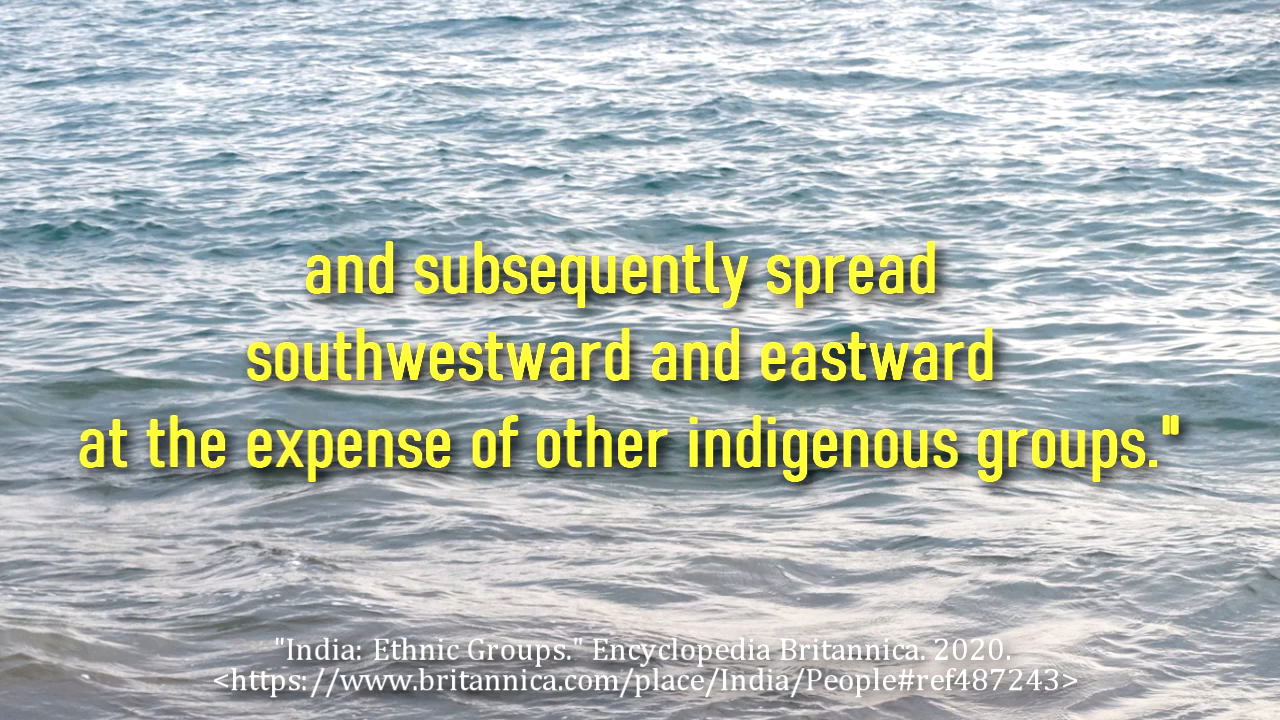 and subsequently spread
southwestward and eastward
at the expense of other indigenous groups."
"India: Ethnic Groups." Encyclopedia Britannica. 2020.
<https://www.britannica.com/place/India/People#ref487243>